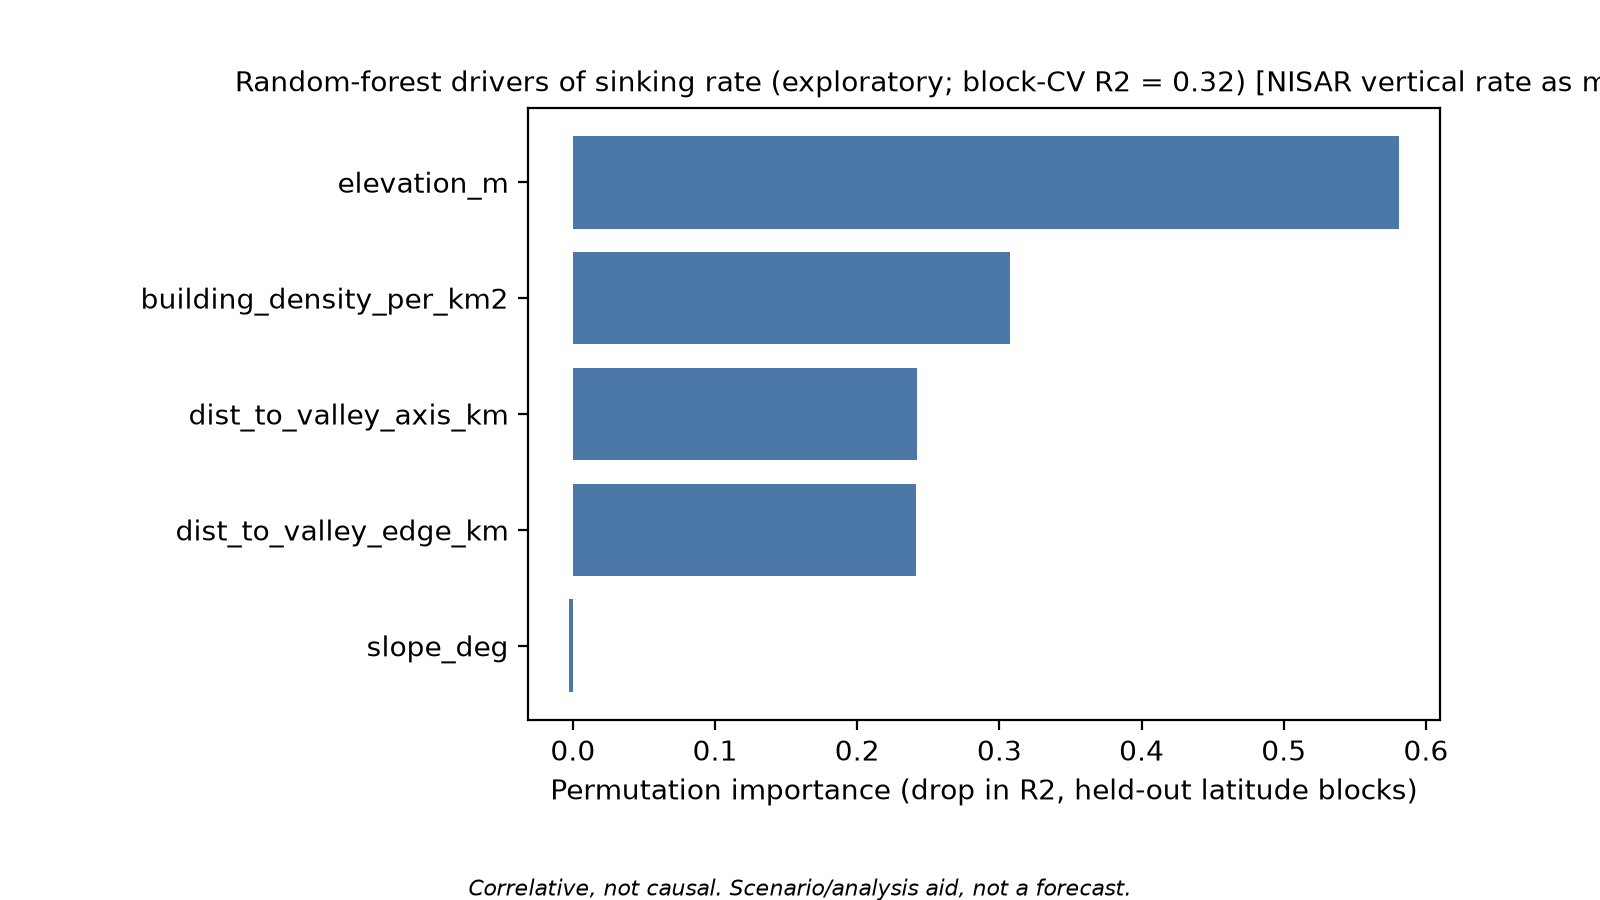 Random-forest drivers of sinking rate (exploratory; block-CV R2 = 0.32) [NISAR vertical rate as
elevation_m
building_density_per_km2
dist_to_valley_axis_km
dist_to_valley_edge_km
slope_deg
0.0 0.1 0.2 0.3 0.4 0.5 0.6
Permutation importance (drop in R2, held-out latitude blocks)
Correlative, not causal. Scenario/analysis aid, not a forecast.